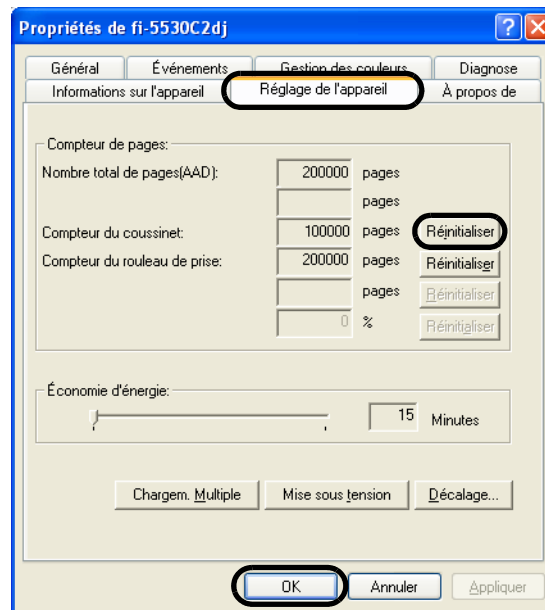 Propriétés de fi-5530C2dj
Général Événements Gestion des couleurs Diagnose
Informations sur l'appareil Réglage de l'appareil À propos de
Compteur de pages:
Nombre total de pages(AAD): 200000 pages
pages
Compteur du coussinet: 100000 pages Réinitialiser
Compteur du rouleau de prise: 200000 pages Réinitialiser
pages Réinitialiser
0 % Réinitialiser
Économie d'énergie:
15 Minutes
Chargem. Multiple Mise sous tension Décalage...
OK Annuler Appliquer